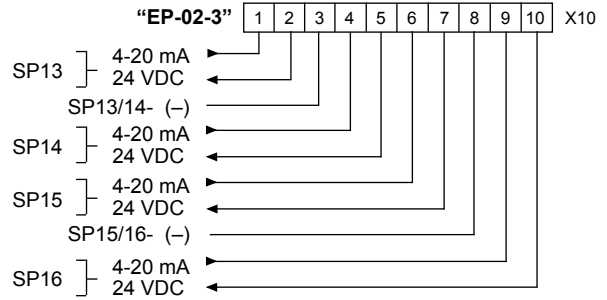 “EP-02-3” 1 2 3 4 5 6 7 8 9 10 X10
4-20 mA
SP13
24 VDC
SP13/14- (–)
4-20 mA
SP14
24 VDC
4-20 mA
SP15
24 VDC
SP15/16- (–)
4-20 mA
SP16
24 VDC